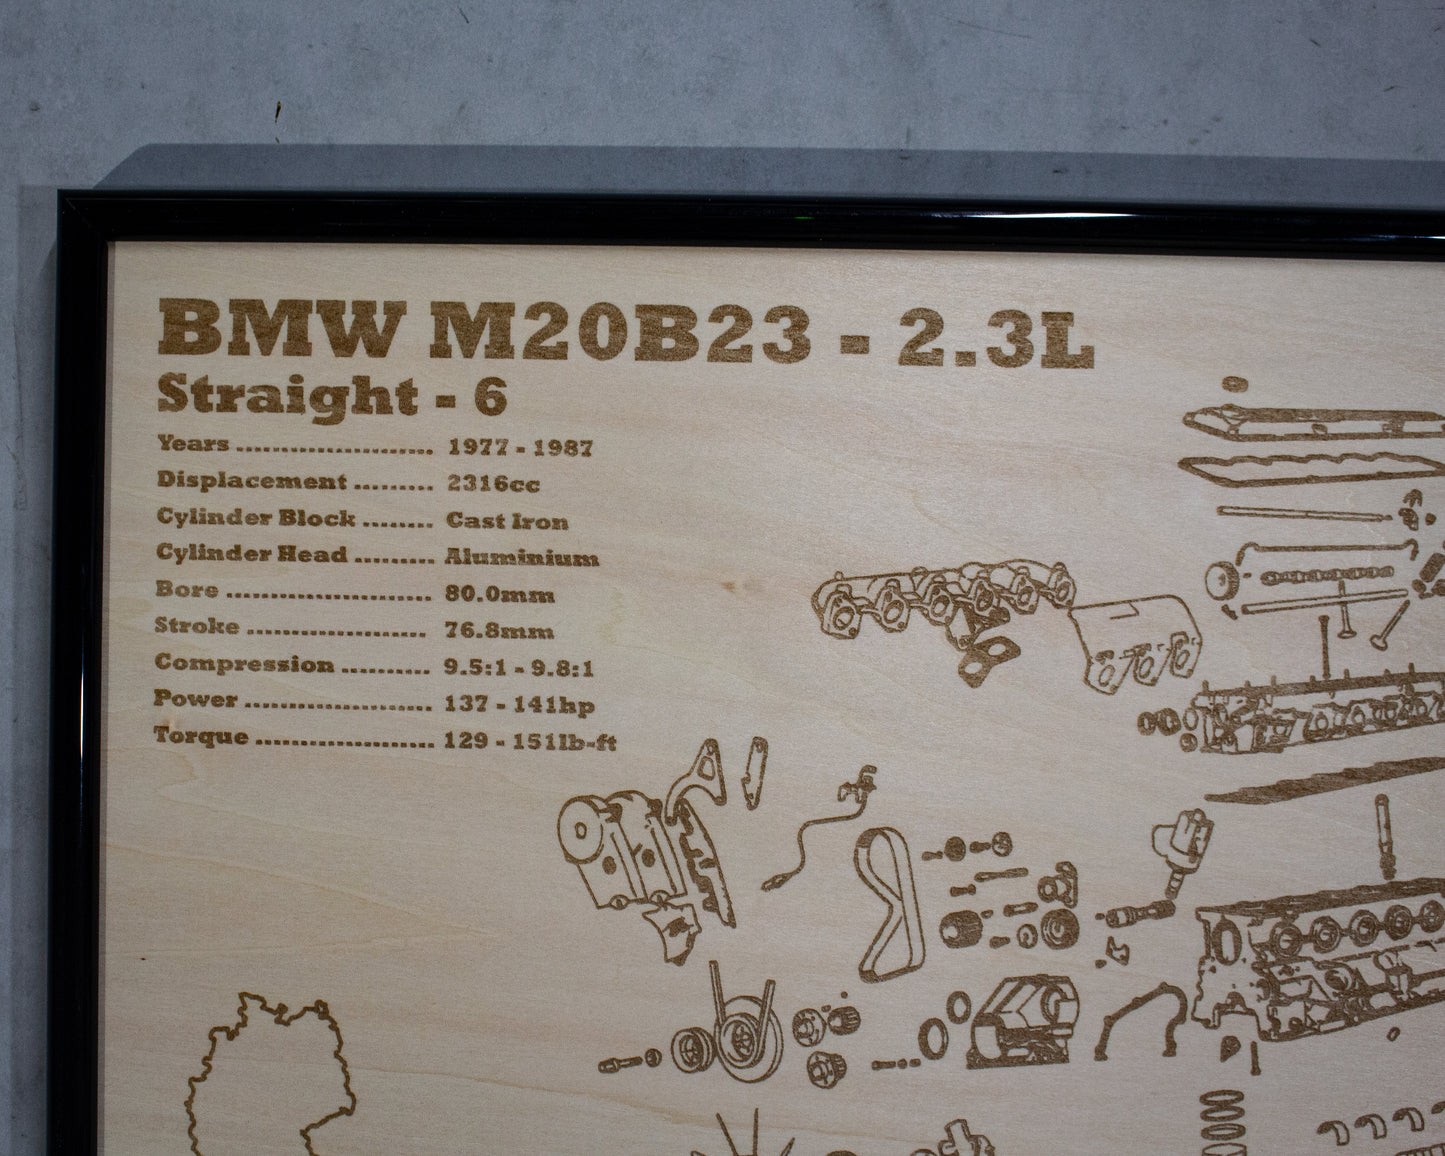 BMW M20B23 - 2.3L
Straight - 6
Years ...................... 1977 - 1987
Displacement ......... 2316cc
Cylinder Block ........ Cast Iron
Cylinder Head ......... Aluminium
Bore ....................... 80.0mm
Stroke .................... 76.8mm
Compression .......... 9.5:1 - 9.8:1
Power ..................... 137 - 141hp
Torque .................... 129 - 151lb-ft